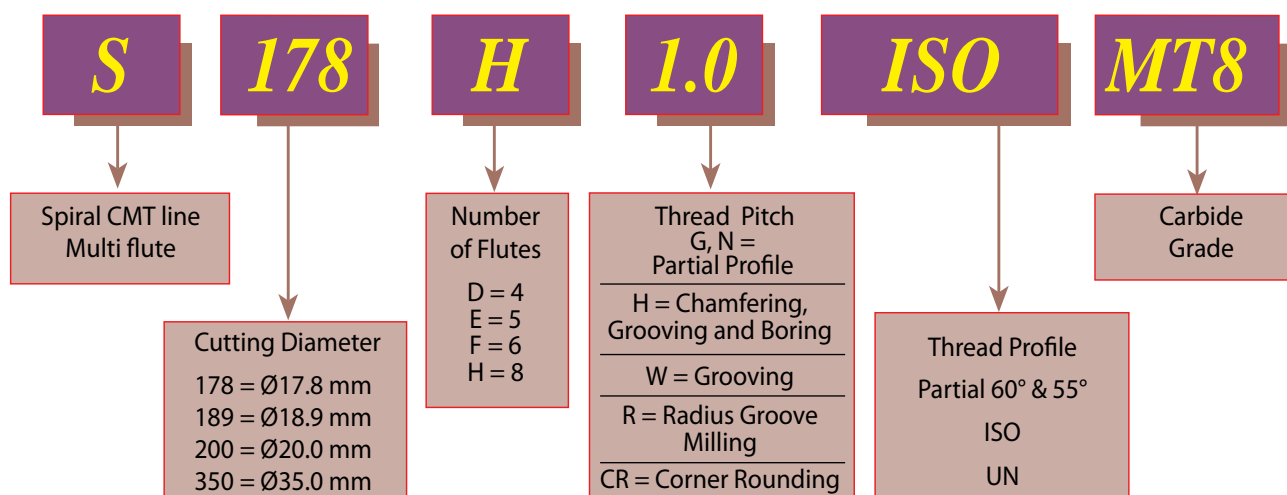 S 178 H 1.0 ISO MT8
Spiral CMT line
Multi flute
Cutting Diameter
178 = Ø17.8 mm
189 = Ø18.9 mm
200 = Ø20.0 mm
350 = Ø35.0 mm
Number
of Flutes
D = 4
E = 5
F = 6
H = 8
Thread Pitch
G, N =
Partial Profile
H = Chamfering,
Grooving and Boring
W = Grooving
R = Radius Groove
Milling
CR = Corner Rounding
Thread Profile
Partial 60° & 55°
ISO
UN
Carbide
Grade